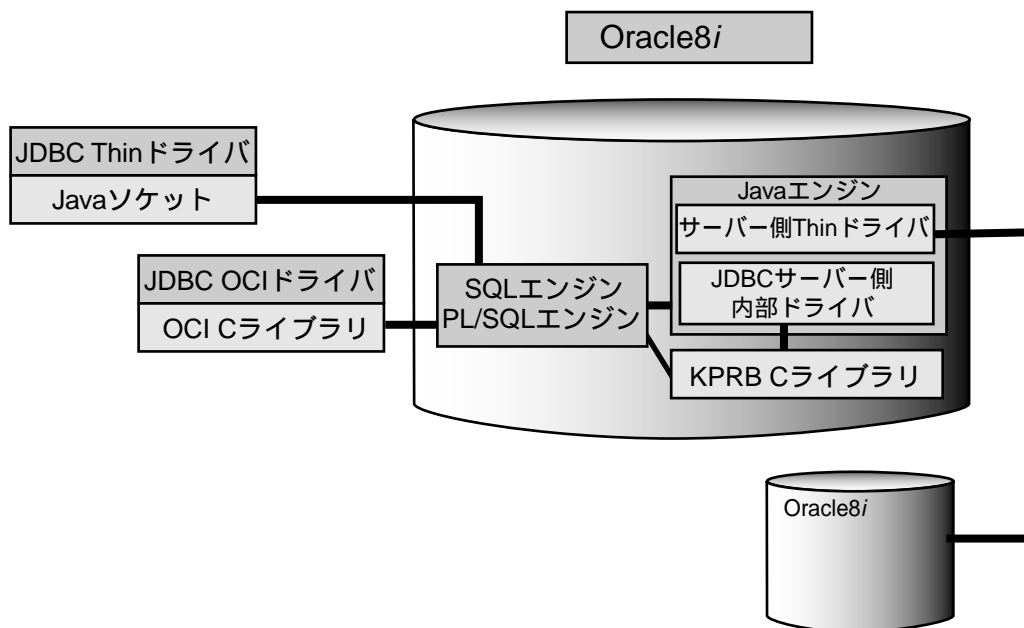 Oracle8i
JDBC Thinドライバ
Javaソケット
JDBC OCIドライバ
OCI Cライブラリ
SQLエンジン
PL/SQLエンジン
Javaエンジン
サーバー側Thinドライバ
JDBCサーバー側
内部ドライバ
KPRB Cライブラリ
Oracle8i